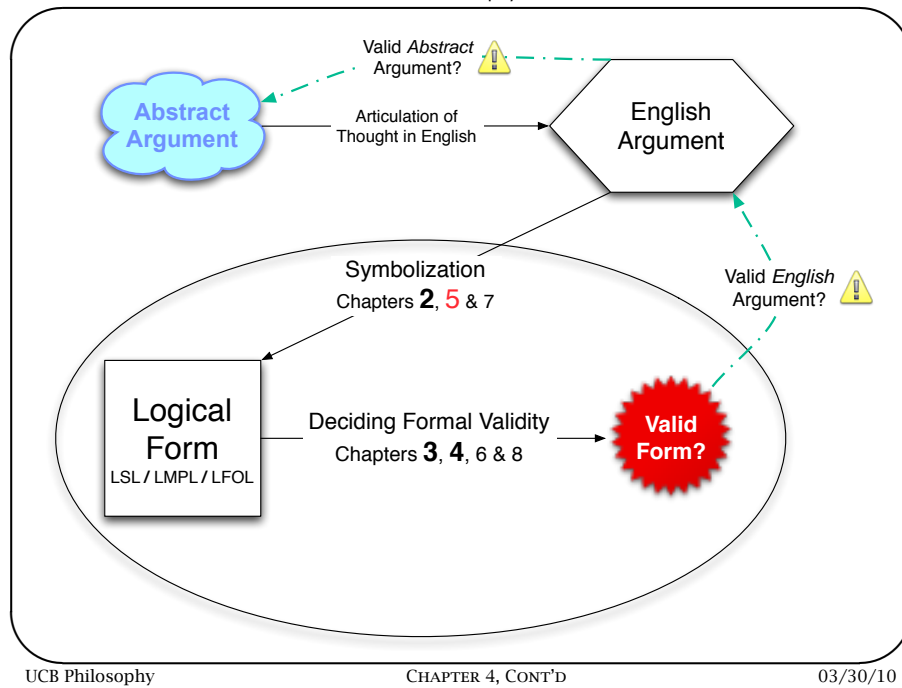 Valid Abstract
Argument?
Abstract
Argument
Articulation of
Thought in English
English
Argument
Symbolization
Chapters 2, 5 & 7
Valid English
Argument?
Logical
Form
LSL / LMPL / LFOL
Deciding Formal Validity
Chapters 3, 4, 6 & 8
Valid
Form?
UCB Philosophy CHAPTER 4, CONT'D 03/30/10